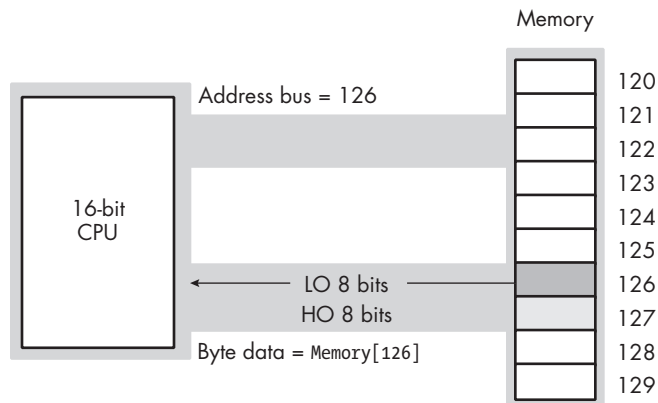 Memory
Address bus = 126
120
121
122
123
124
125
126
127
128
129
16-bit
CPU
LO 8 bits
HO 8 bits
Byte data = Memory[126]